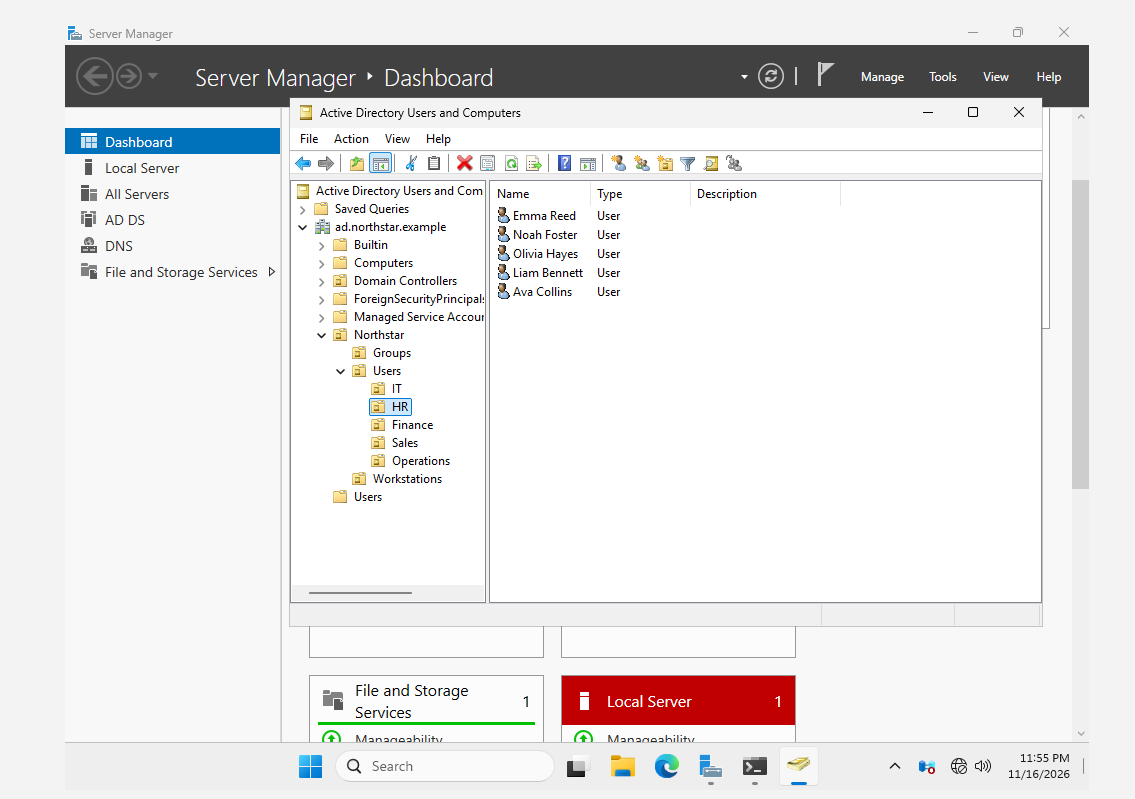 Server Manager
Server Manager ‣ Dashboard
Manage Tools View Help
Dashboard
Local Server
All Servers
AD DS
DNS
File and Storage Services
Active Directory Users and Computers
File Action View Help
Active Directory Users and Com
Saved Queries
ad.northstar.example
Builtin
Computers
Domain Controllers
ForeignSecurityPrincipals
Managed Service Accour
Northstar
Groups
Users
IT
HR
Finance
Sales
Operations
Workstations
Users
Name Type Description
Emma Reed User
Noah Foster User
Olivia Hayes User
Liam Bennett User
Ava Collins User
File and Storage
Services
1
Manageability
Local Server 1
Manageability
Search
11:55 PM
11/16/2026